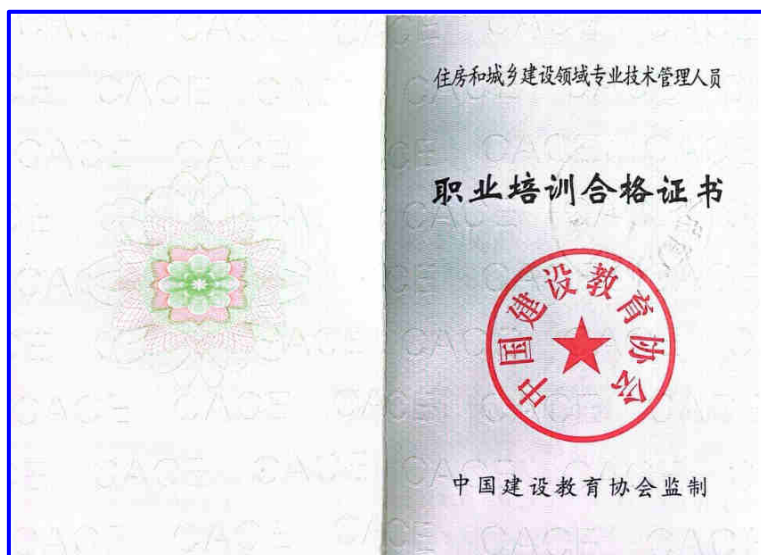 住房和城乡建设领域专业技术管理人员
职业培训合格证书
中国建设教育协会
中国建设教育协会监制
CACE